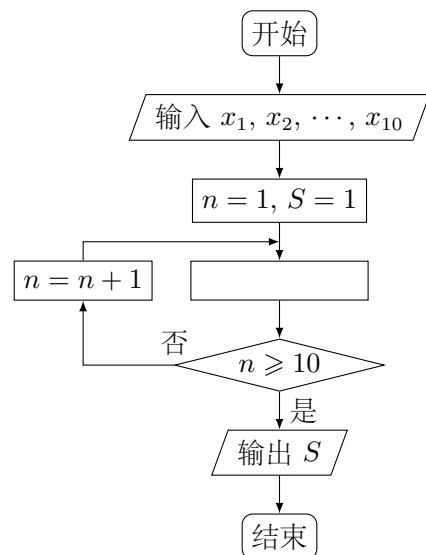 开始
输入 x₁, x₂, ⋯, x₁₀
n = 1, S = 1
n = n + 1
否
n ⩾ 10
是
输出 S
结束